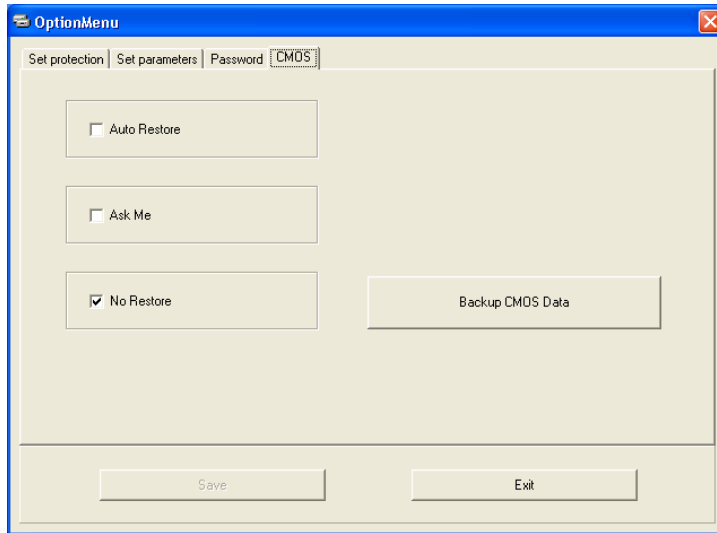 OptionMenu
Set protection Set parameters Password CMOS
Auto Restore
Ask Me
No Restore
Backup CMOS Data
Save Exit